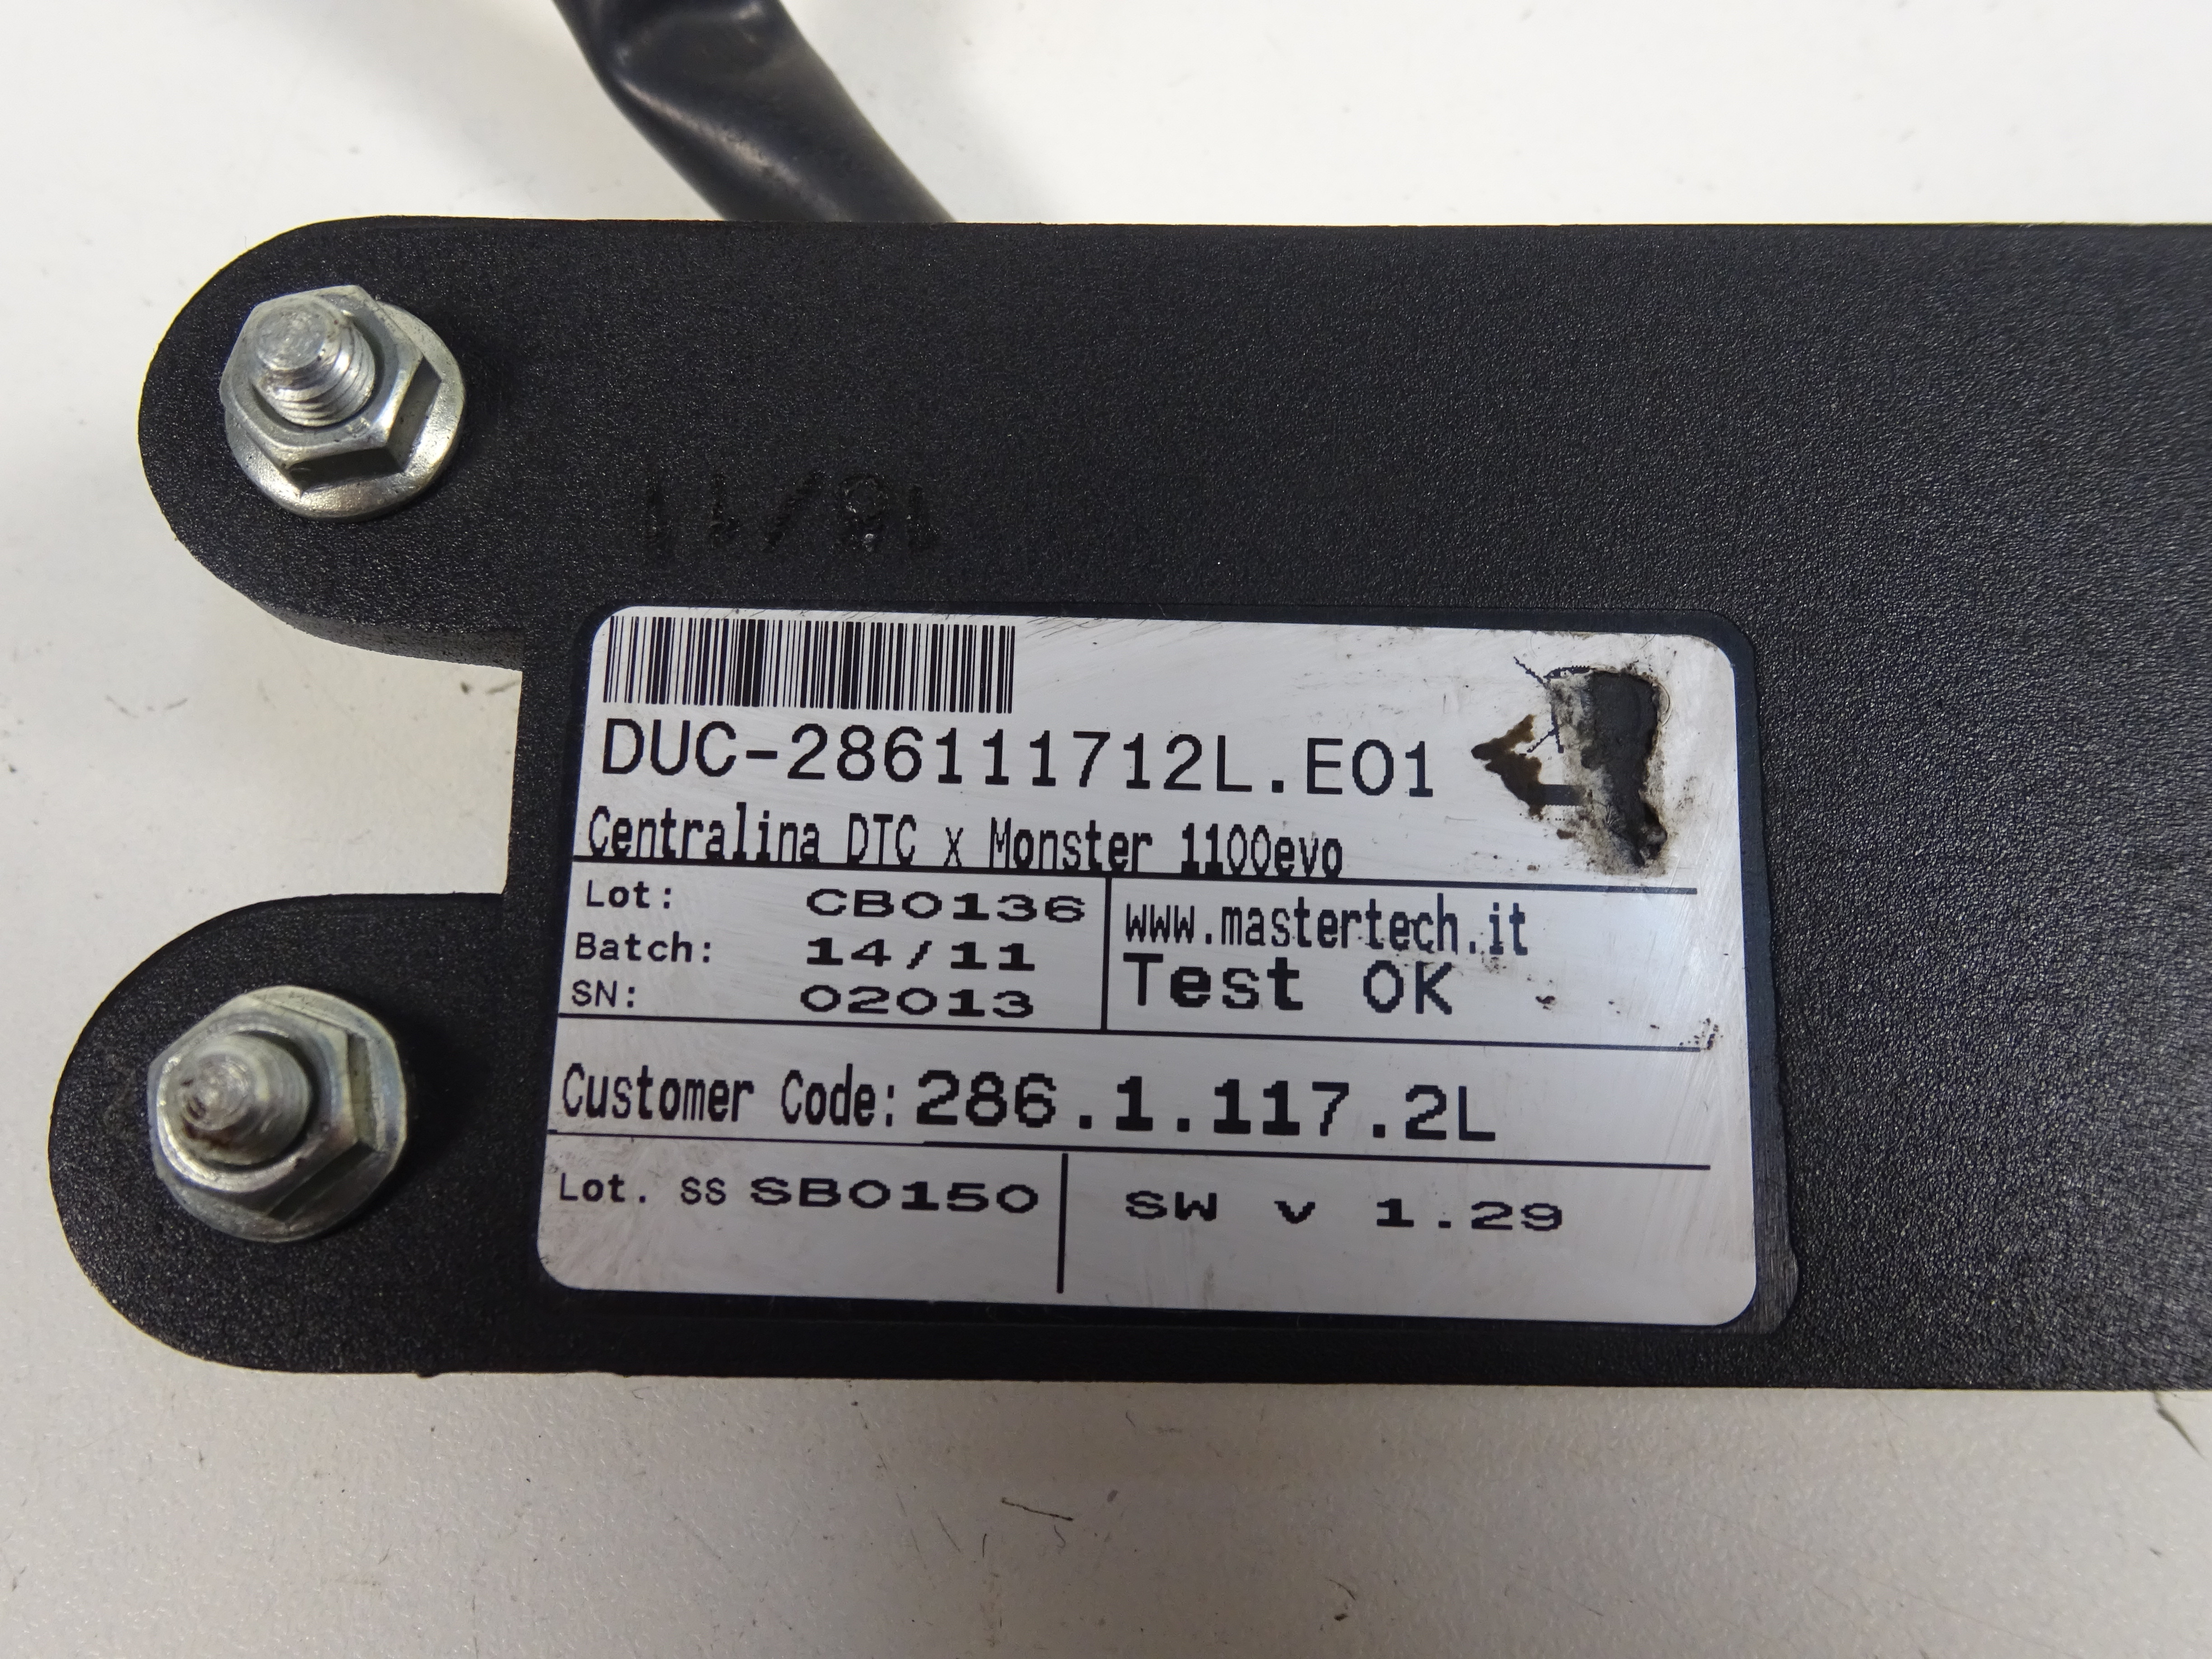 DUC-286111712L.E01
Centralina DTC x Monster 1100evo
Lot: CB0136
Batch: 14/11
SN: 02013
www.mastertech.it
Test OK
Customer Code: 286.1.117.2L
Lot. SS SB0150
SW v 1.29